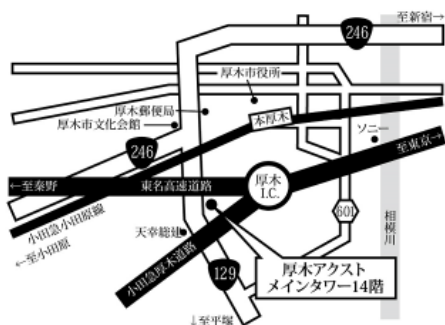 至新宿→
246
厚木市役所
厚木郵便局
厚木市文化会館
本厚木
ソニー
246
至東京→
←至秦野
東名高速道路
厚木
I.C.
601
相模川
小田急小田原線
←至小田原
天幸総建
小田急厚木道路
129
厚木アクスト
メインタワー14階
↓至平塚